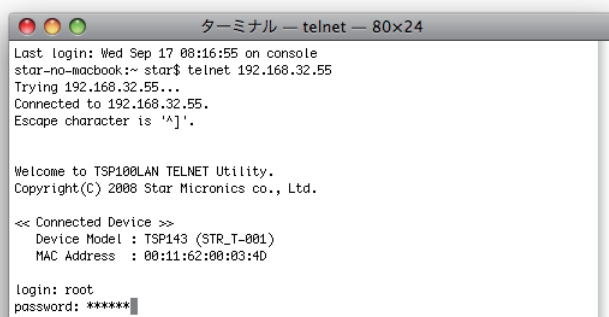 ターミナル — telnet — 80×24
Last login: Wed Sep 17 08:16:55 on console
star-no-macbook:~ star$ telnet 192.168.32.55
Trying 192.168.32.55...
Connected to 192.168.32.55.
Escape character is '^]'.
Welcome to TSP100LAN TELNET Utility.
Copyright(C) 2008 Star Micronics co., Ltd.
<< Connected Device >>
Device Model : TSP143 (STR_T-001)
MAC Address : 00:11:62:00:03:4D
login: root
password: ******